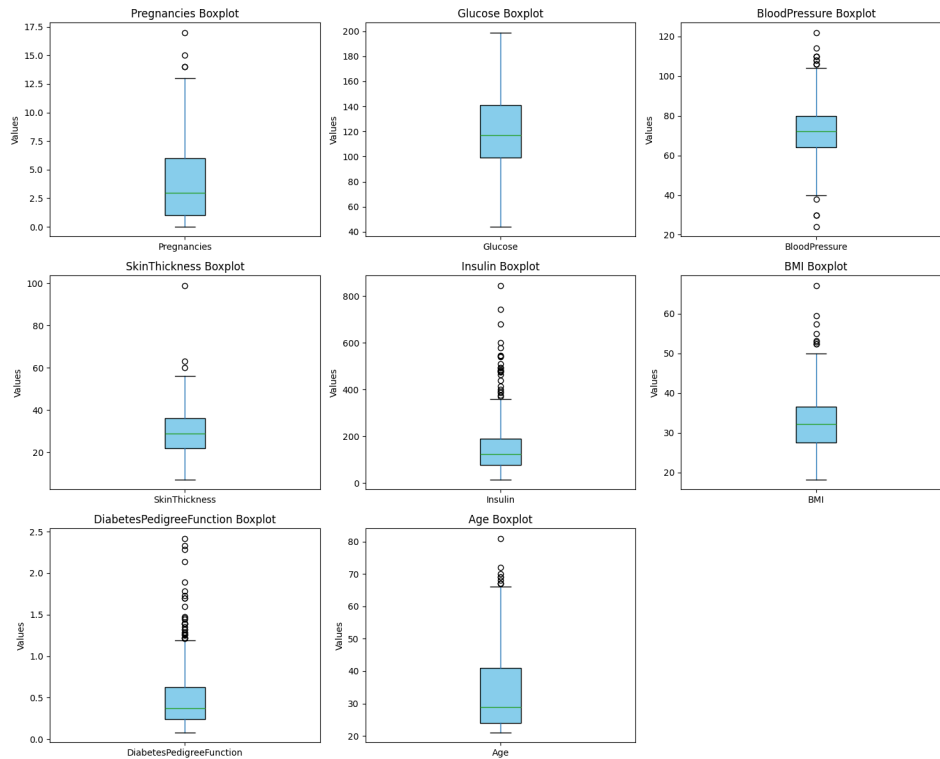 Pregnancies Boxplot
17.5
15.0
12.5
10.0
7.5
5.0
2.5
0.0
Values
Pregnancies
Glucose Boxplot
200
180
160
140
120
100
80
60
40
Values
Glucose
BloodPressure Boxplot
120
100
80
60
40
20
Values
BloodPressure
SkinThickness Boxplot
100
80
60
40
20
Values
SkinThickness
Insulin Boxplot
800
600
400
200
0
Values
Insulin
BMI Boxplot
60
50
40
30
20
Values
BMI
DiabetesPedigreeFunction Boxplot
2.5
2.0
1.5
1.0
0.5
0.0
Values
DiabetesPedigreeFunction
Age Boxplot
80
70
60
50
40
30
20
Values
Age